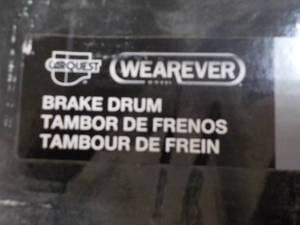 CARQUEST WEAREVER
BRAKE DRUM
TAMBOR DE FRENOS
TAMBOUR DE FREIN